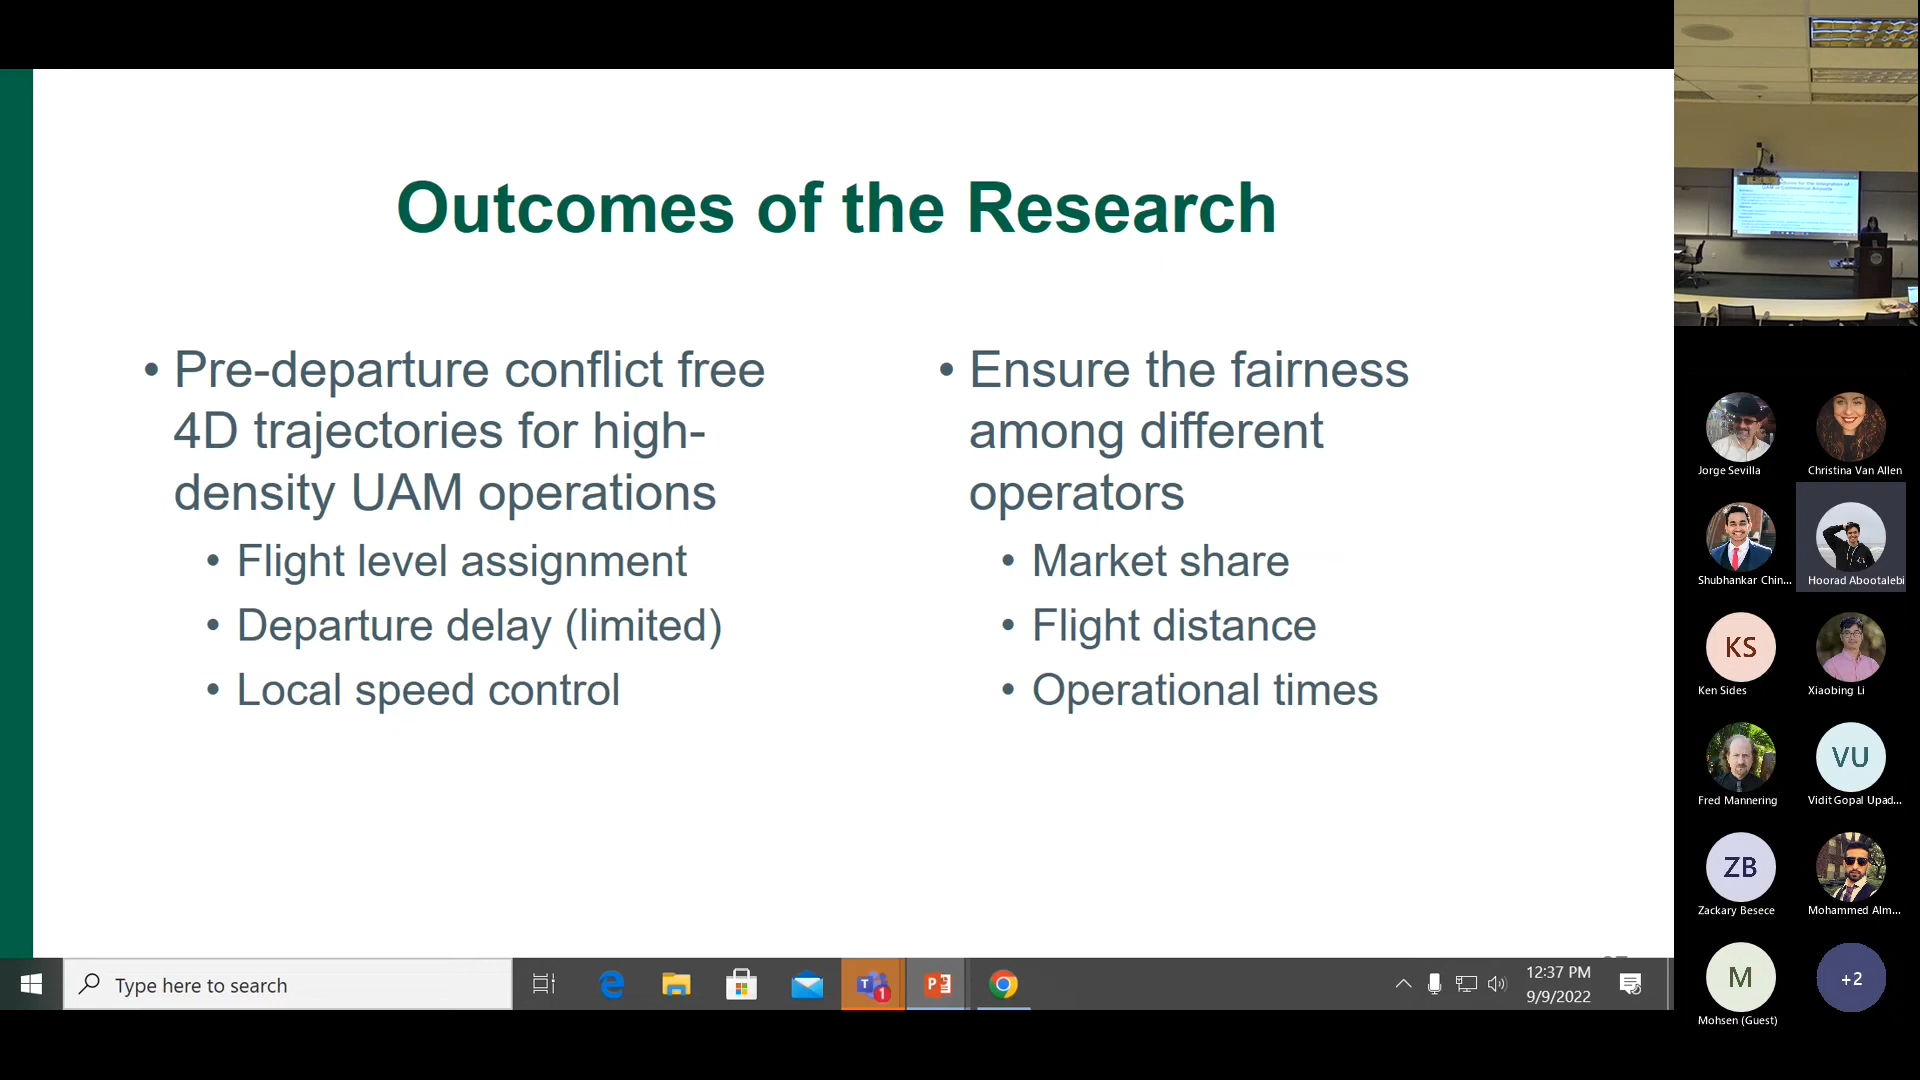 Outcomes of the Research
• Pre-departure conflict free
4D trajectories for high-
density UAM operations
• Flight level assignment
• Departure delay (limited)
• Local speed control
• Ensure the fairness
among different
operators
• Market share
• Flight distance
• Operational times
Type here to search
12:37 PM
9/9/2022
Jorge Sevilla
Christina Van Allen
Shubhankar Chin...
Hoorad Abootalebi
KS
Ken Sides
Xiaobing Li
Fred Mannering
VU
Vidit Gopal Upad...
ZB
Zackary Besece
Mohammed Alm...
M
Mohsen (Guest)
+2